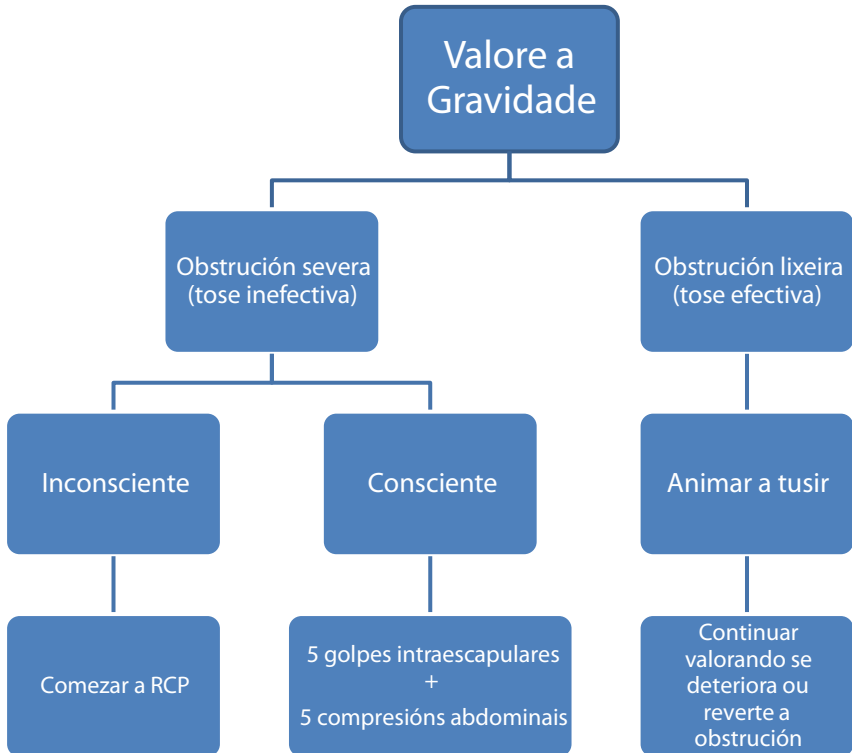 Valore a
Gravidade
Obstrución severa
(tose inefectiva)
Obstrución lixeira
(tose efectiva)
Inconsciente
Consciente
Animar a tusir
Comezar a RCP
5 golpes intraescapulares
+
5 compresións abdominais
Continuar
valorando se
deteriora ou
reverte a
obstrución